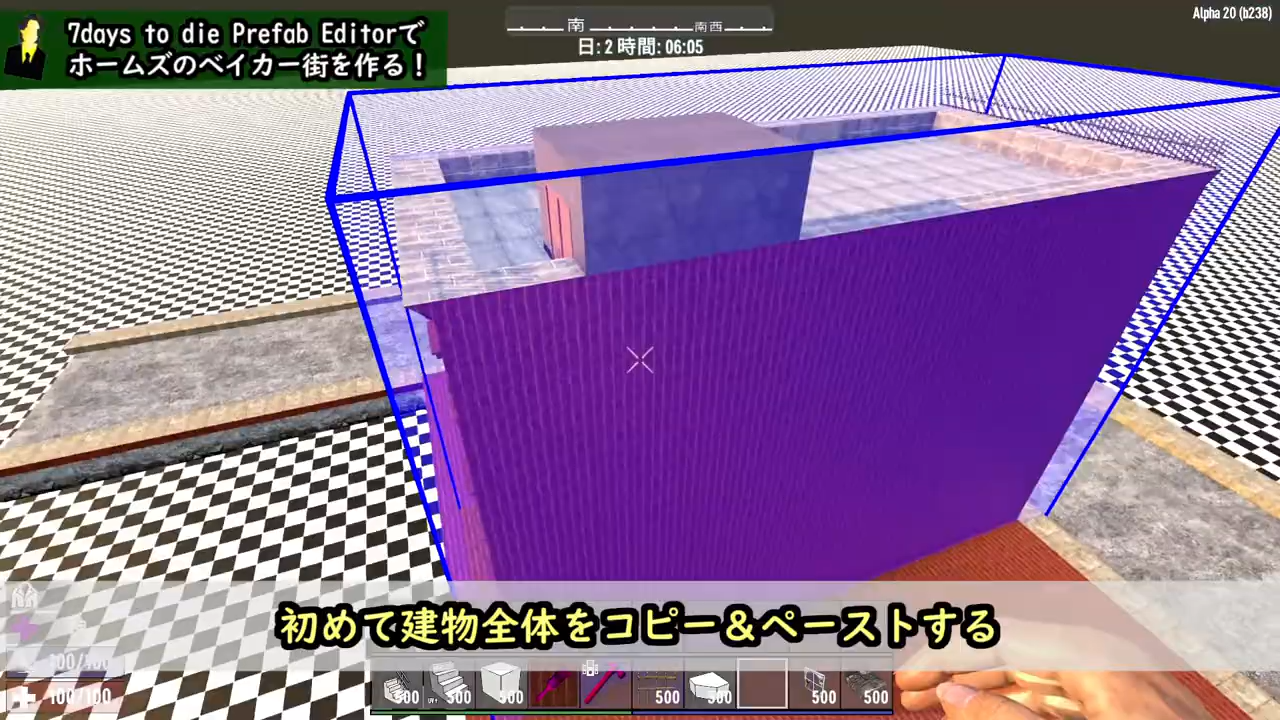 7days to die Prefab Editorで
ホームズのベイカー街を作る！
南
南西
日: 2 時間: 06:05
Alpha 20 (b238)
初めて建物全体をコピー＆ペーストする
100/100
100/100
500
500
500
500
300
500
500